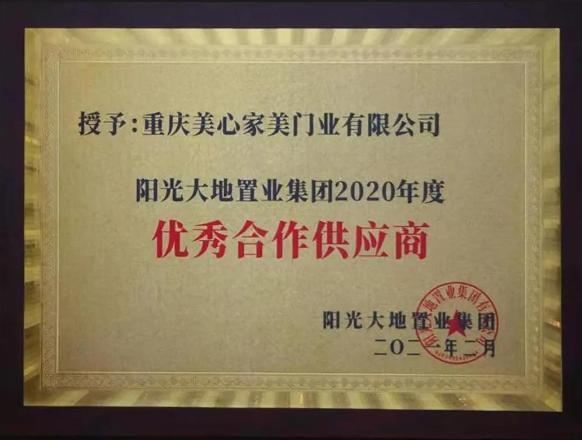 授予:重庆美心家美门业有限公司
阳光大地置业集团2020年度
优秀合作供应商
阳光大地置业集团
二〇二一年二月